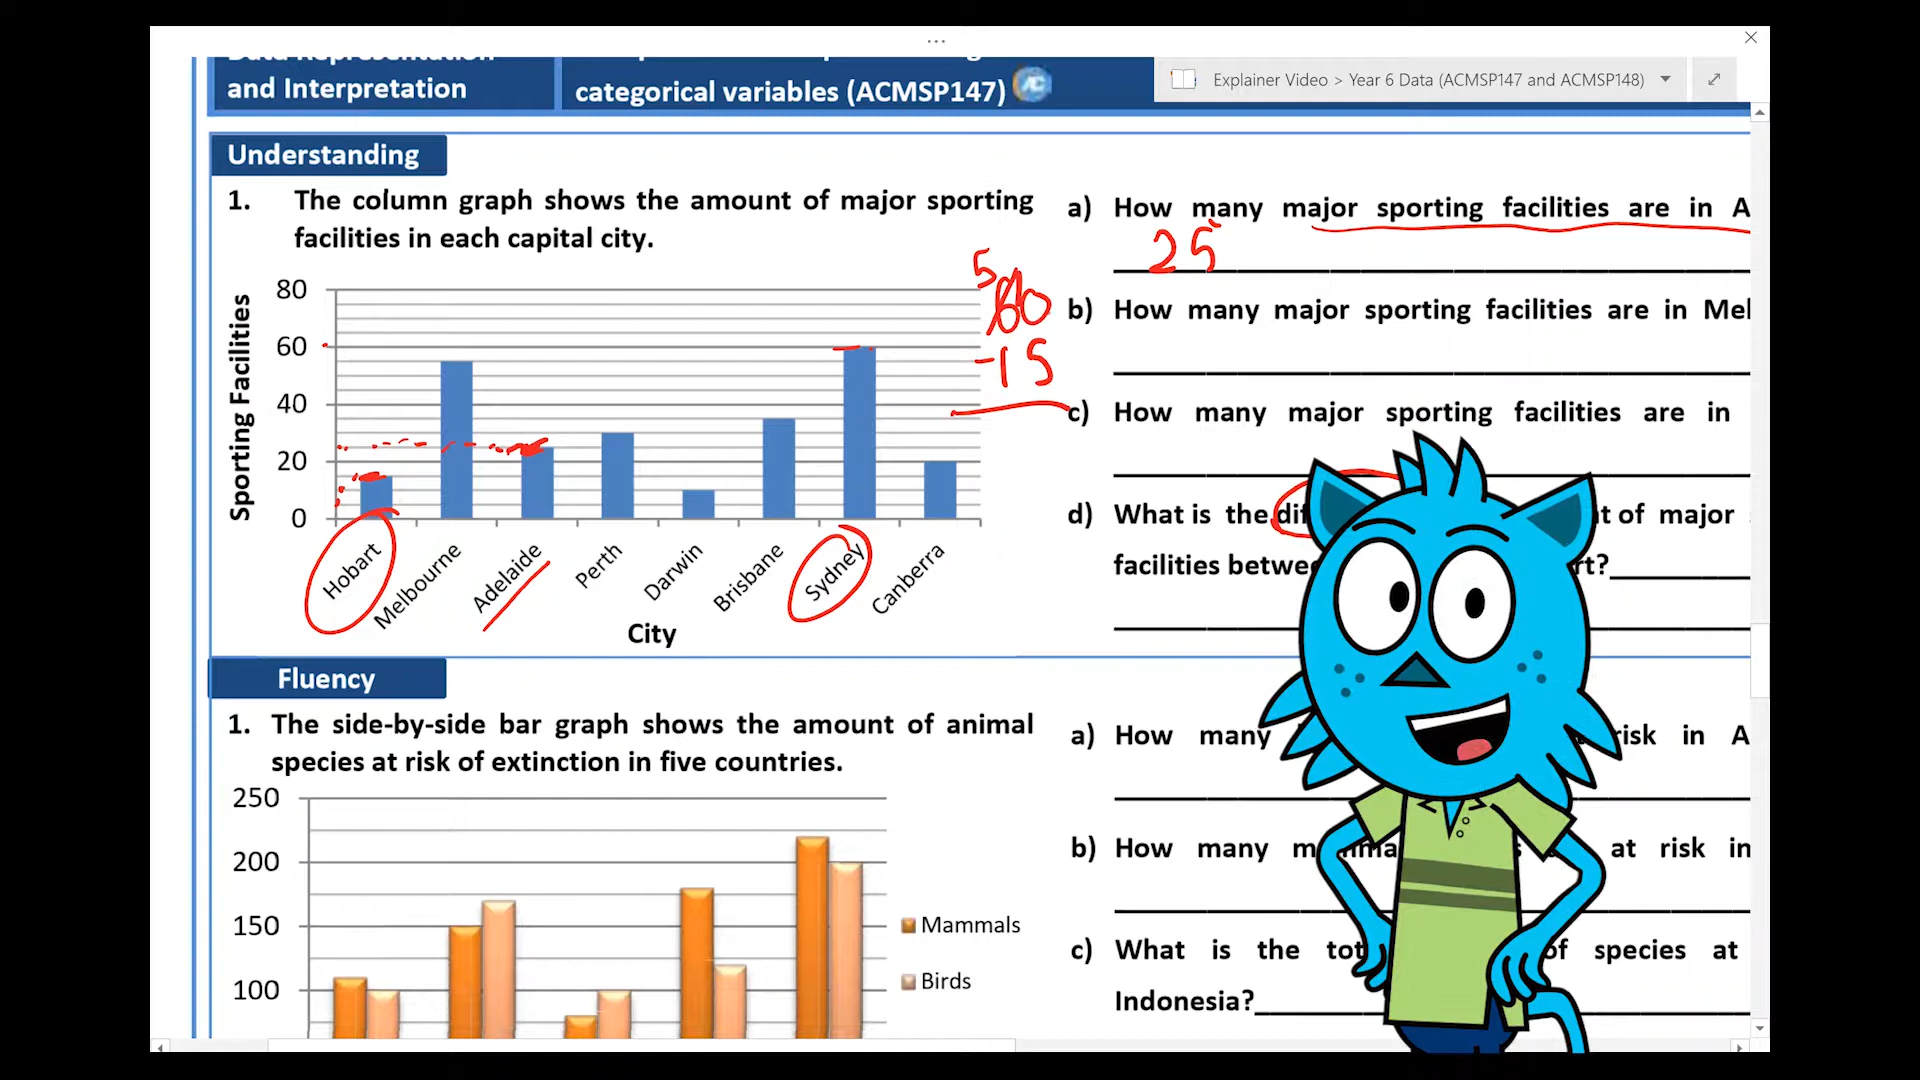 and Interpretation
categorical variables (ACMSP147)
Explainer Video > Year 6 Data (ACMSP147 and ACMSP148)
Understanding
1. The column graph shows the amount of major sporting
facilities in each capital city.
80
60
40
20
0
Sporting Facilities
Hobart
Melbourne
Adelaide
Perth
Darwin
Brisbane
Sydney
Canberra
City
5
60
-15
a) How many major sporting facilities are in A
25
b) How many major sporting facilities are in Mel
c) How many major sporting facilities are in
d) What is the dif t of major
facilities betwe rt?
Fluency
1. The side-by-side bar graph shows the amount of animal
species at risk of extinction in five countries.
250
200
150
100
Mammals
Birds
a) How many risk in A
b) How many m at risk in
c) What is the tot of species at
Indonesia?